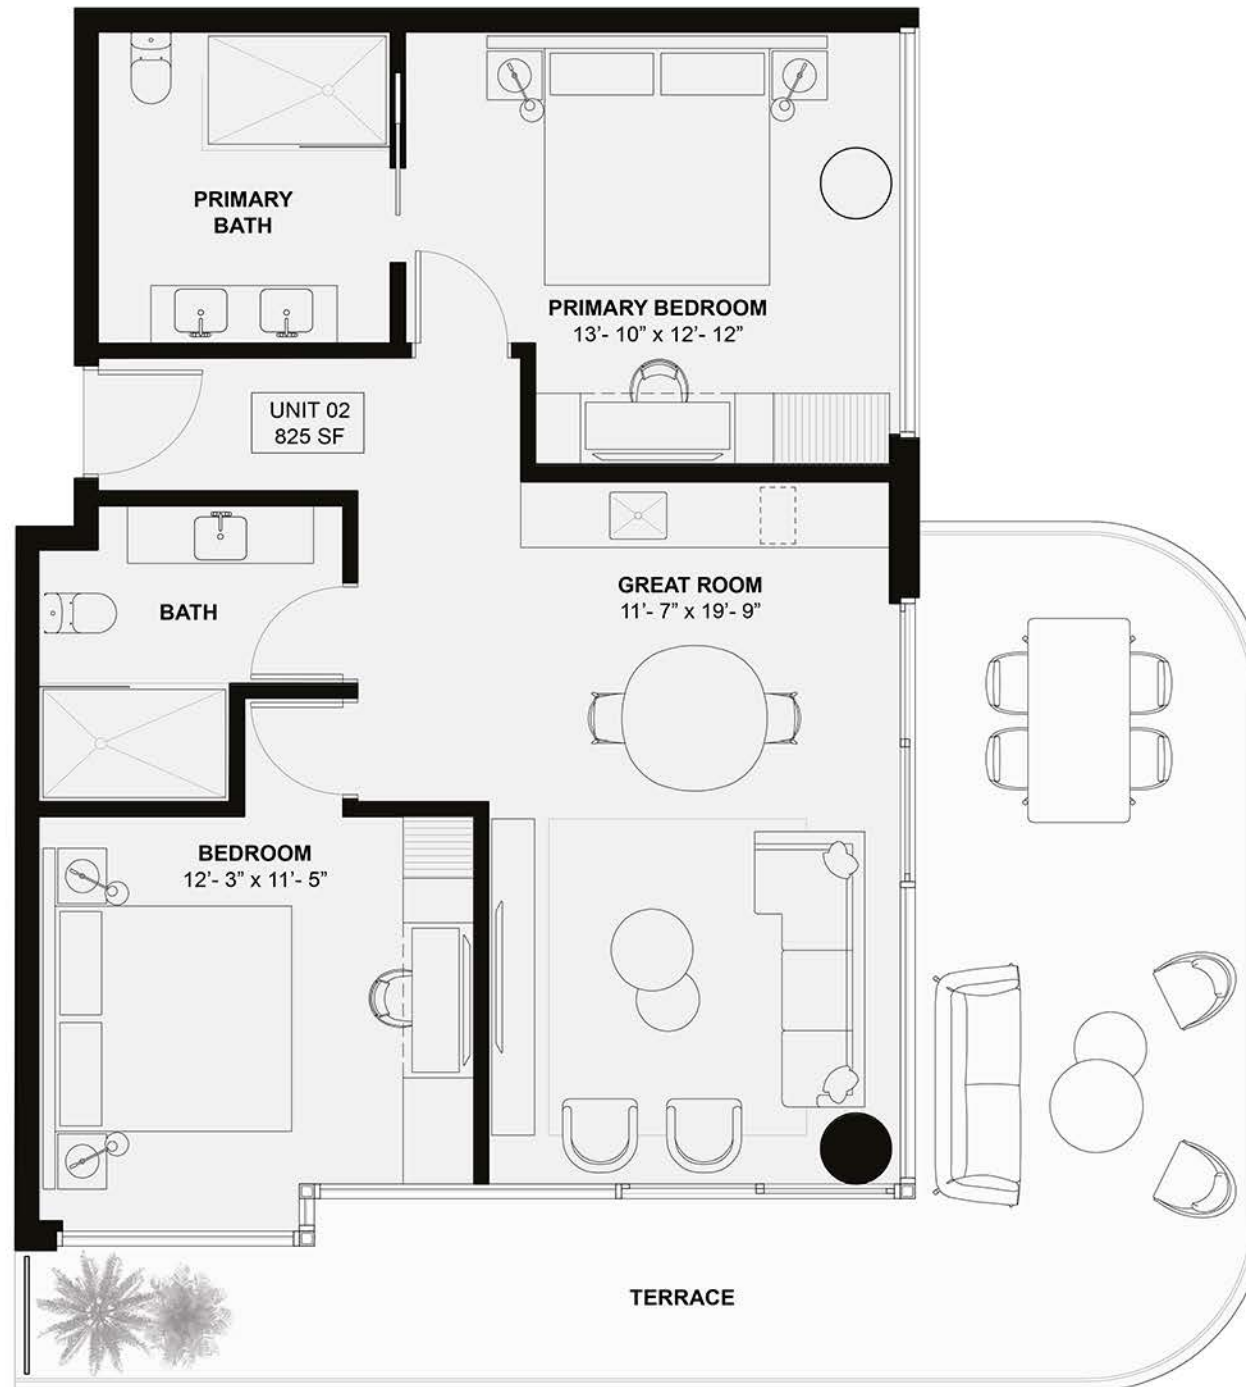 PRIMARY
BATH
PRIMARY BEDROOM
13’- 10” x 12’- 12”
UNIT 02
825 SF
GREAT ROOM
11’- 7” x 19’- 9”
BATH
BEDROOM
12’- 3” x 11’- 5”
TERRACE